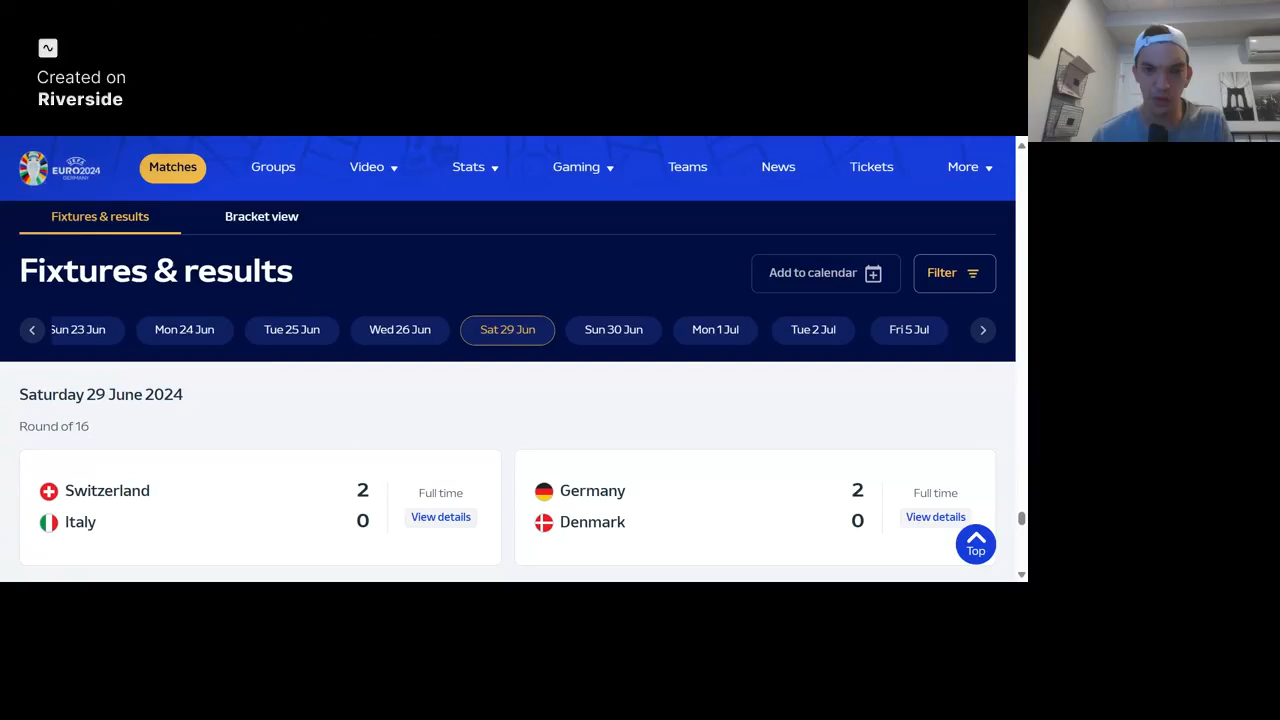 Created on
Riverside
UEFA
EURO2024
GERMANY
Matches
Groups
Video
Stats
Gaming
Teams
News
Tickets
More
Fixtures & results
Bracket view
Fixtures & results
Add to calendar
Filter
Sun 23 Jun
Mon 24 Jun
Tue 25 Jun
Wed 26 Jun
Sat 29 Jun
Sun 30 Jun
Mon 1 Jul
Tue 2 Jul
Fri 5 Jul
Saturday 29 June 2024
Round of 16
Switzerland 2
Italy 0
Full time
View details
Germany 2
Denmark 0
Full time
View details
Top